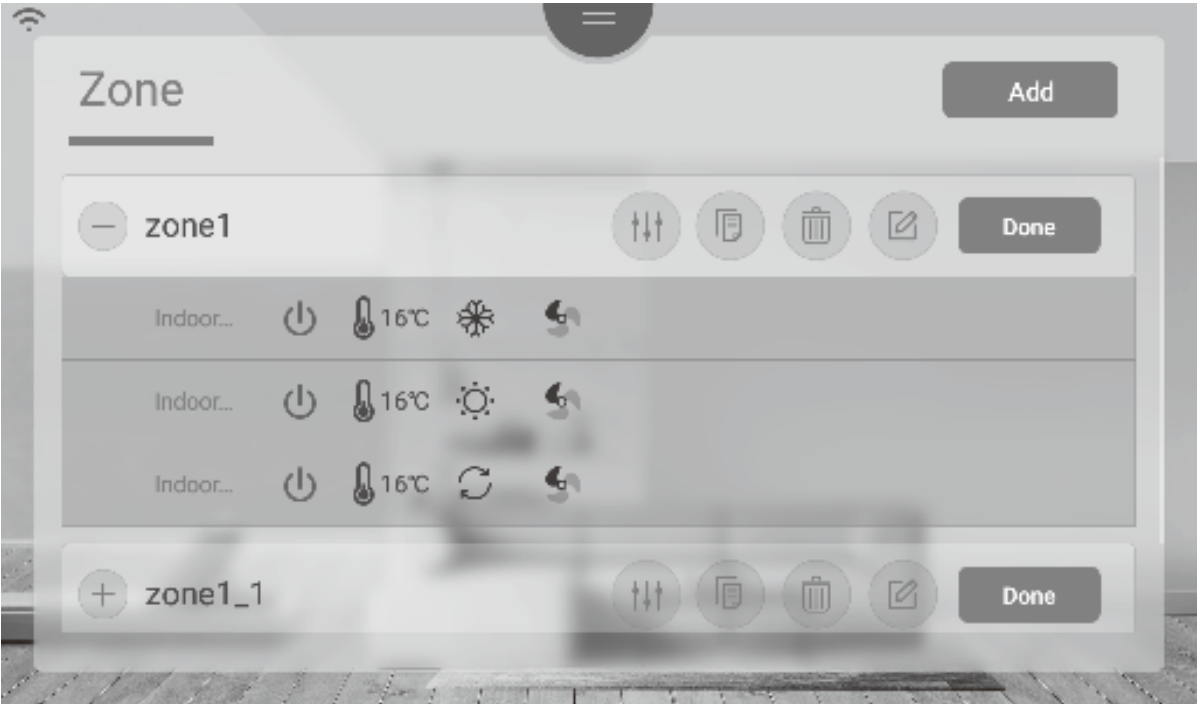 Zone
Add
zone1
Done
Indoor... 16℃
Indoor... 16℃
Indoor... 16℃
zone1_1
Done